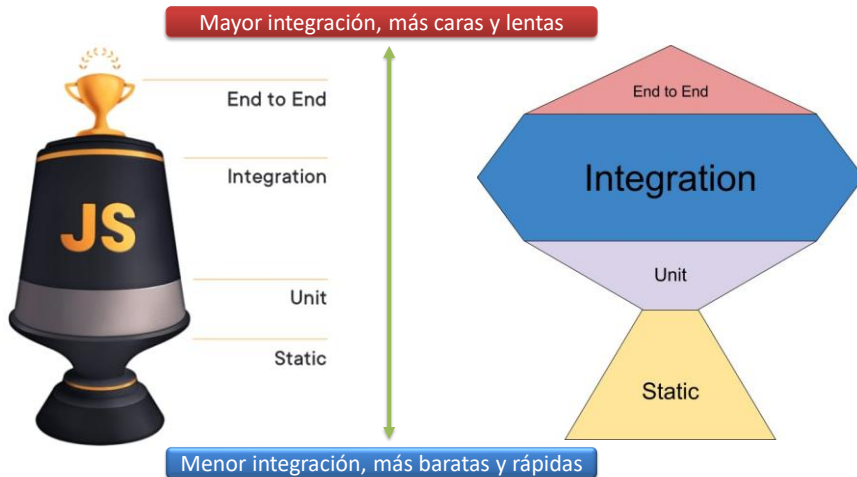 Mayor integración, más caras y lentas
End to End
Integration
JS
Unit
Static
End to End
Integration
Unit
Static
Menor integración, más baratas y rápidas